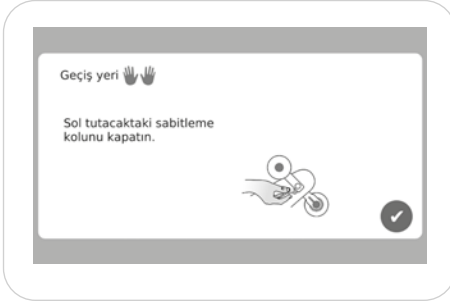 Geçiş yeri
Sol tutacaktaki sabitleme
kolunu kapatın.